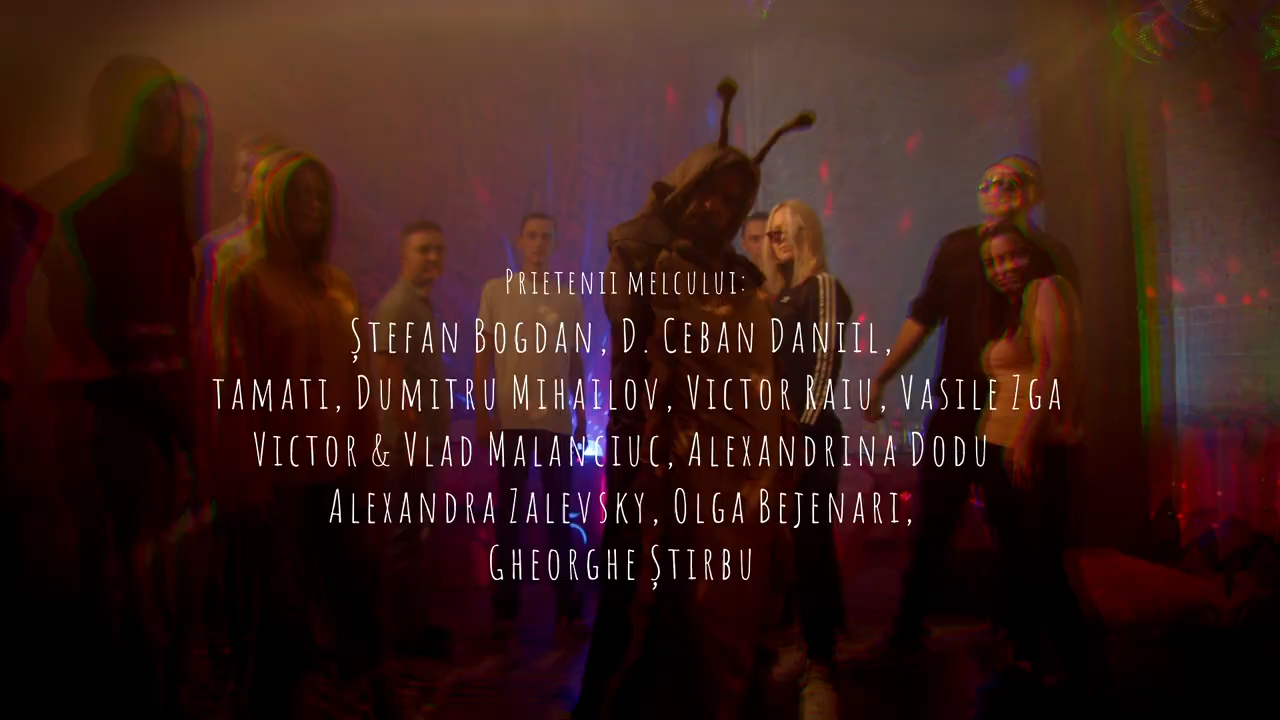 Prietenii melcului:
Ștefan Bogdan, D. Ceban Daniil,
tamati, Dumitru Mihailov, Victor Raiu, Vasile Zga
Victor & Vlad Malanciuc, Alexandrina Dodu
Alexandra Zalevsky, Olga Bejenari,
Gheorghe Știrbu